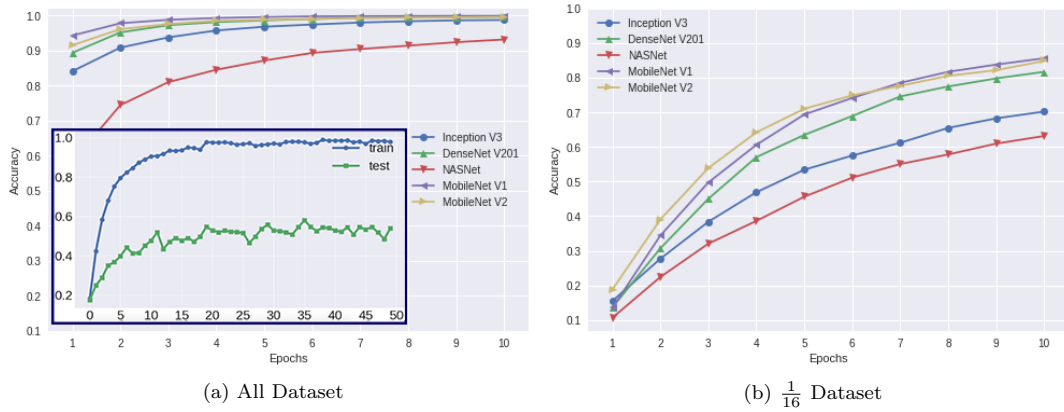 1.0
0.9
0.8
0.7
0.6
0.5
0.4
0.3
0.2
0.1
Accuracy
1 2 3 4 5 6 7 8 9 10
Epochs
Inception V3
DenseNet V201
NASNet
MobileNet V1
MobileNet V2
1.0
0.8
0.6
0.4
0.2
0 5 10 15 20 25 30 35 40 45 50
train
test
(a) All Dataset
1.0
0.9
0.8
0.7
0.6
0.5
0.4
0.3
0.2
0.1
Accuracy
1 2 3 4 5 6 7 8 9 10
Epochs
Inception V3
DenseNet V201
NASNet
MobileNet V1
MobileNet V2
(b) 1/16 Dataset